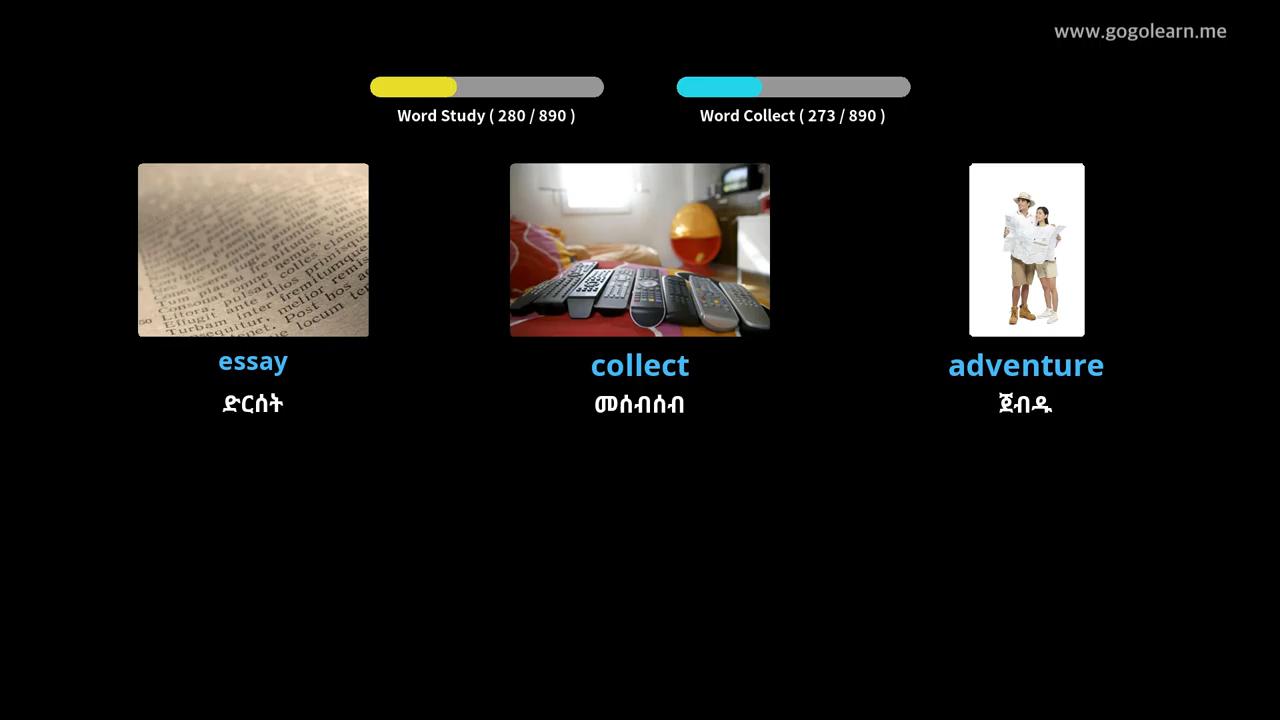 www.gogolearn.me
Word Study ( 280 / 890 )
Word Collect ( 273 / 890 )
essay
collect
adventure
ድርሰት
መሰብሰብ
ጀብዱ